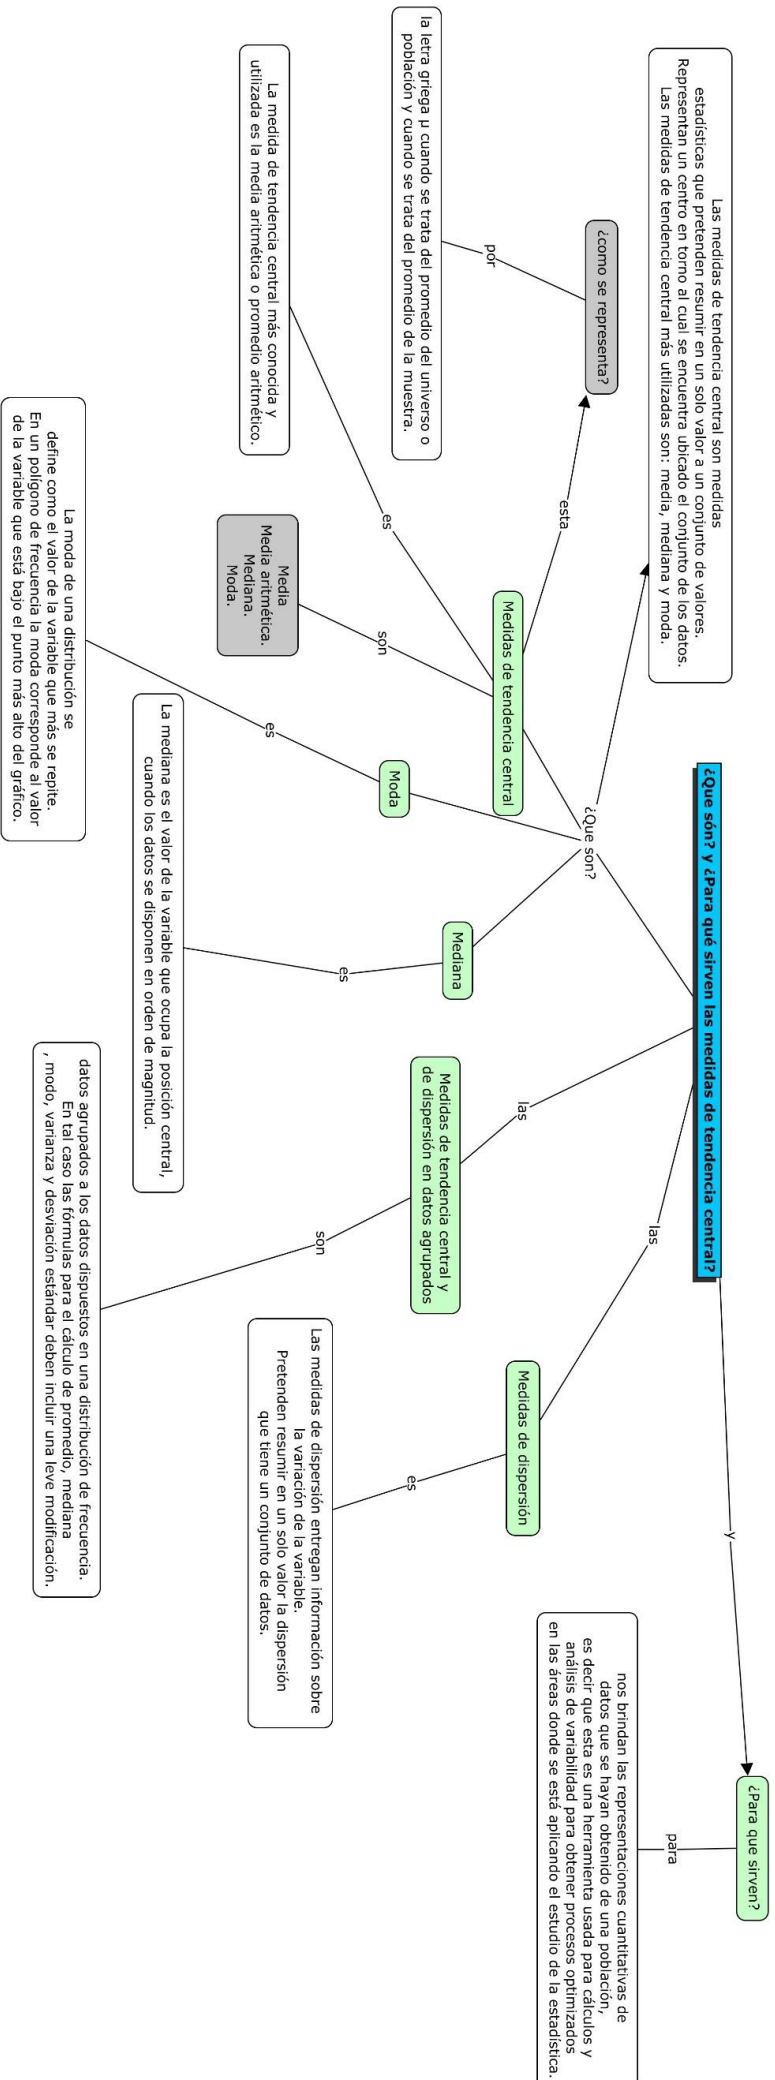 ¿Que són? y ¿Para qué sirven las medidas de tendencia central?
y
¿Para que sirven?
para
nos brindan las representaciones cuantitativas de
datos que se hayan obtenido de una población,
es decir que esta es una herramienta usada para cálculos y
análisis de variabilidad para obtener procesos optimizados
en las áreas donde se está aplicando el estudio de la estadística.
¿Que son?
Las medidas de tendencia central son medidas
estadísticas que pretenden resumir en un solo valor a un conjunto de valores.
Representan un centro en torno al cual se encuentra ubicado el conjunto de los datos.
Las medidas de tendencia central más utilizadas son: media, mediana y moda.
Medidas de tendencia central
esta
¿como se representa?
por
la letra griega μ cuando se trata del promedio del universo o
población y cuando se trata del promedio de la muestra.
es
La medida de tendencia central más conocida y
utilizada es la media aritmética o promedio aritmético.
son
Media
Media aritmética.
Mediana.
Moda.
Moda
es
La moda de una distribución se
define como el valor de la variable que más se repite.
En un polígono de frecuencia la moda corresponde al valor
de la variable que está bajo el punto más alto del gráfico.
Mediana
es
La mediana es el valor de la variable que ocupa la posición central,
cuando los datos se disponen en orden de magnitud.
las
Medidas de tendencia central y
de dispersión en datos agrupados
son
datos agrupados a los datos dispuestos en una distribución de frecuencia.
En tal caso las fórmulas para el cálculo de promedio, mediana
, modo, varianza y desviación estándar deben incluir una leve modificación.
las
Medidas de dispersión
es
Las medidas de dispersión entregan información sobre
la variación de la variable.
Pretenden resumir en un solo valor la dispersión
que tiene un conjunto de datos.